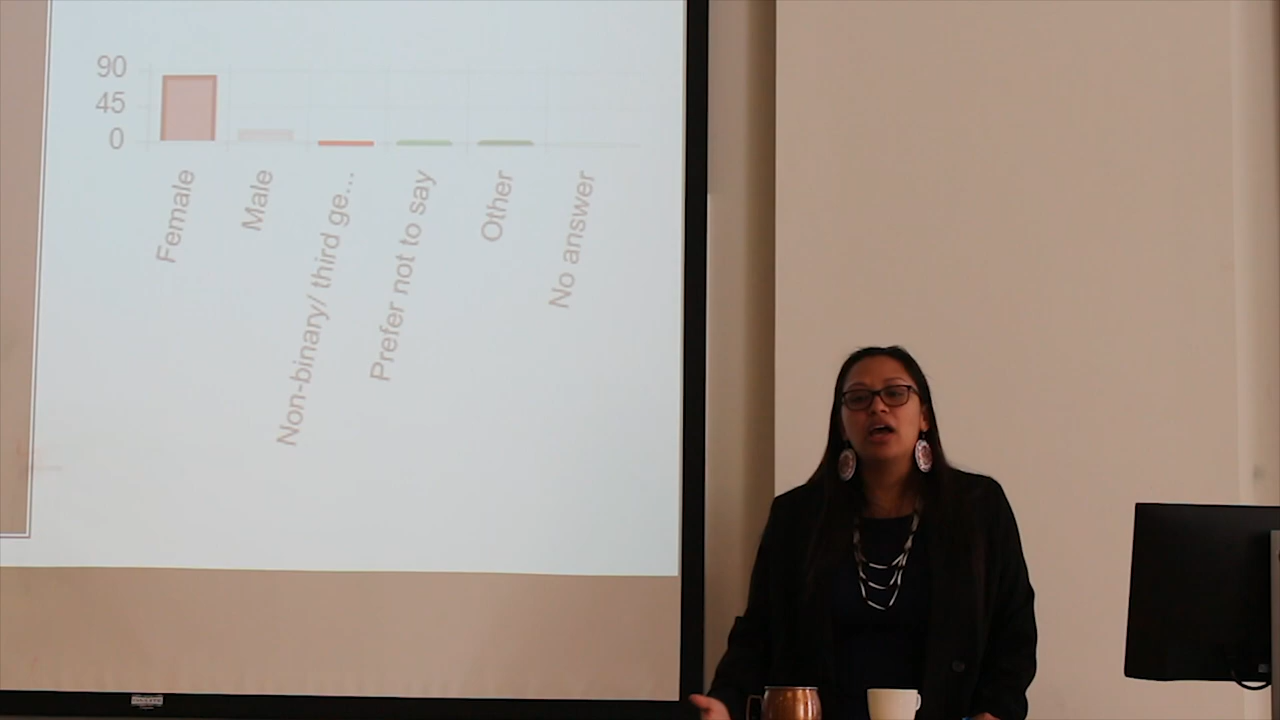 90
45
0
Female
Male
Non-binary/ third ge...
Prefer not to say
Other
No answer